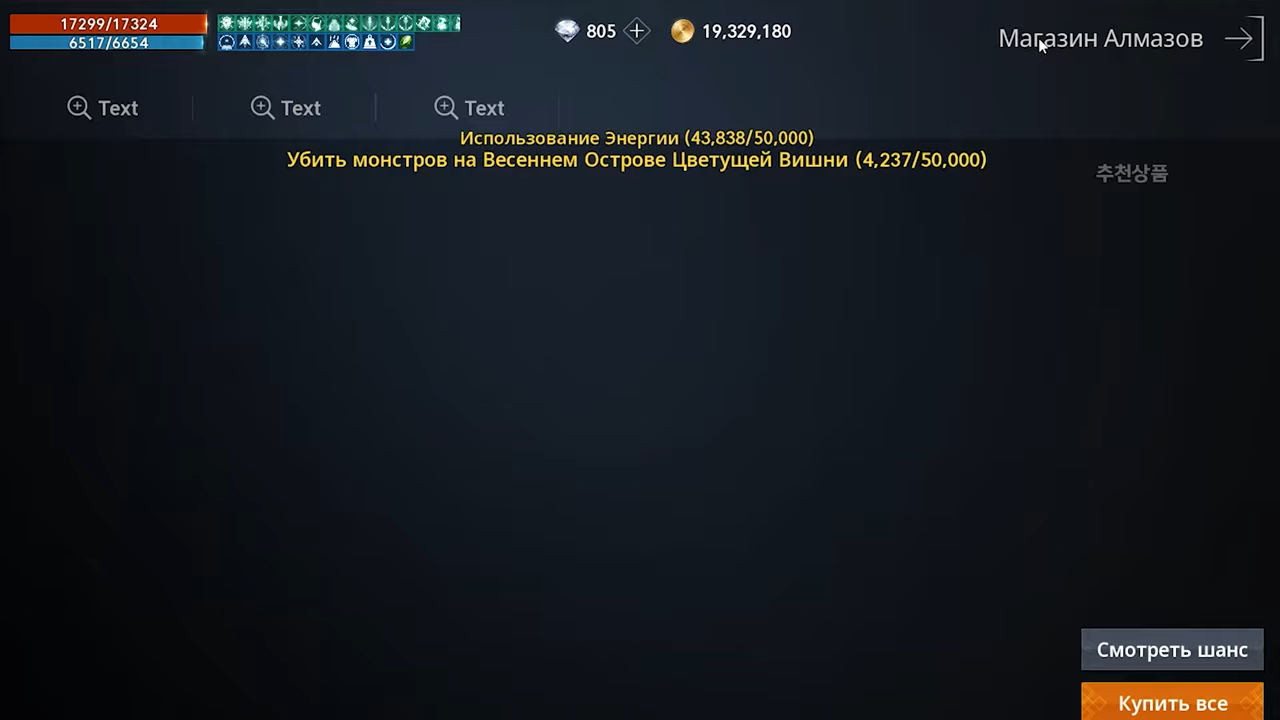 17299/17324
6517/6654
805
19,329,180
Магазин Алмазов
Text
Text
Text
Использование Энергии (43,838/50,000)
Убить монстров на Весеннем Острове Цветущей Вишни (4,237/50,000)
추천상품
Смотреть шанс
Купить все